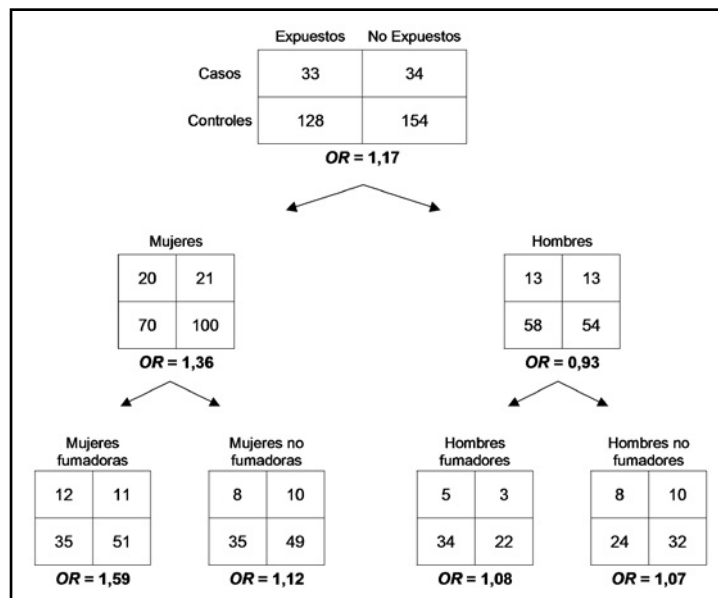 Expuestos No Expuestos
Casos 33 34
Controles 128 154
OR = 1,17
Mujeres
20 21
70 100
OR = 1,36
Hombres
13 13
58 54
OR = 0,93
Mujeres
fumadoras
12 11
35 51
OR = 1,59
Mujeres no
fumadoras
8 10
35 49
OR = 1,12
Hombres
fumadores
5 3
34 22
OR = 1,08
Hombres no
fumadores
8 10
24 32
OR = 1,07